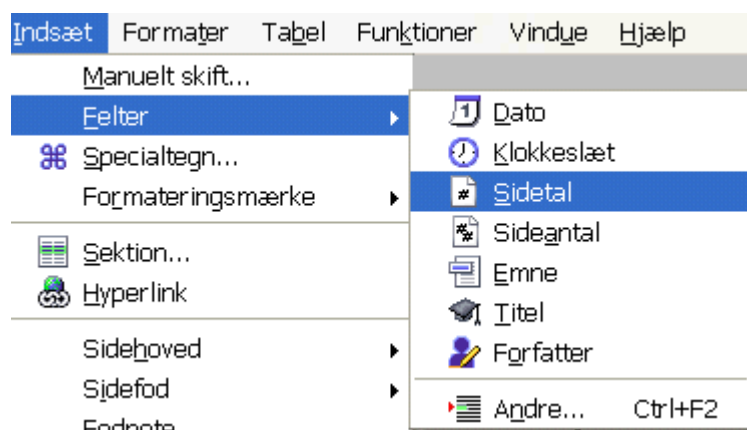 Indsæt Formater Tabel Funktioner Vindue Hjælp
Manuelt skift...
Felter
Specialtegn...
Formateringsmærke
Sektion...
Hyperlink
Sidehoved
Sidefod
Fodnote
Dato
Klokkeslæt
Sidetal
Sideantal
Emne
Titel
Forfatter
Andre... Ctrl+F2